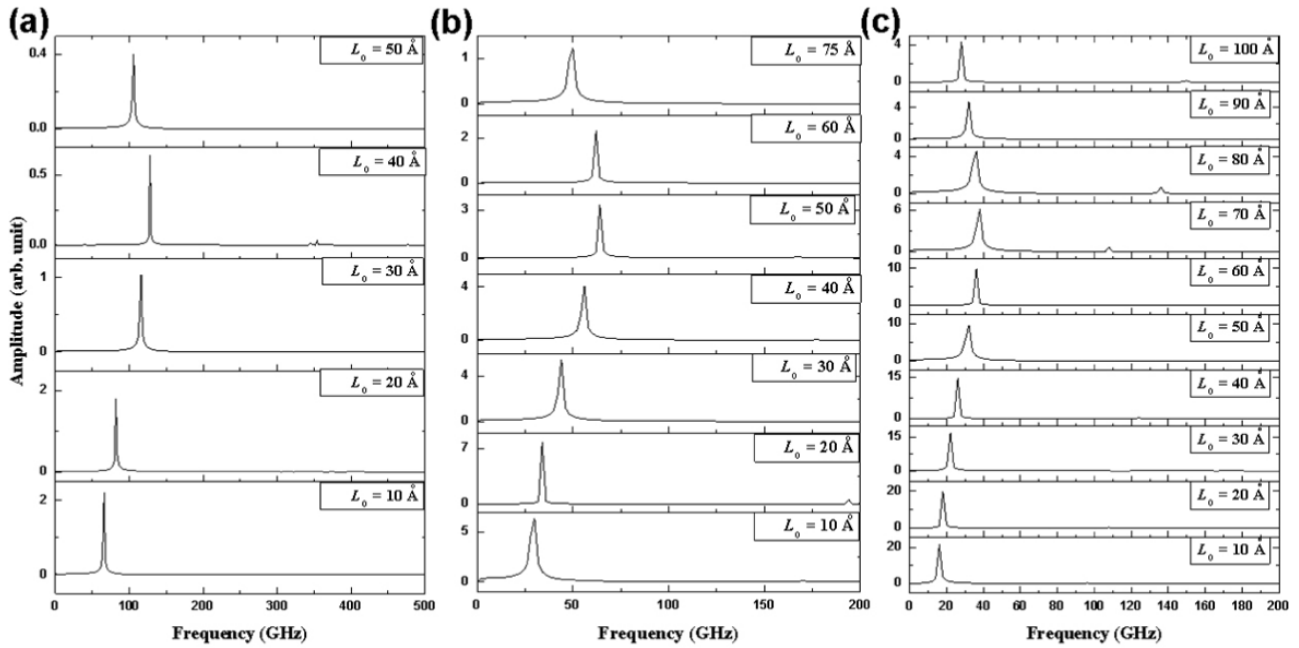 (a)
0.4
0.0
L0 = 50 Å
0.5
0.0
L0 = 40 Å
1
0
L0 = 30 Å
2
0
L0 = 20 Å
2
0
L0 = 10 Å
Amplitude (arb. unit)
0 100 200 300 400 500
Frequency (GHz)
(b)
1
0
L0 = 75 Å
2
0
L0 = 60 Å
3
0
L0 = 50 Å
4
0
L0 = 40 Å
4
0
L0 = 30 Å
7
0
L0 = 20 Å
5
0
L0 = 10 Å
0 50 100 150 200
Frequency (GHz)
(c)
4
0
L0 = 100 Å
4
0
L0 = 90 Å
4
0
L0 = 80 Å
6
0
L0 = 70 Å
10
0
L0 = 60 Å
10
0
L0 = 50 Å
15
0
L0 = 40 Å
15
0
L0 = 30 Å
20
0
L0 = 20 Å
20
0
L0 = 10 Å
0 20 40 60 80 100 120 140 160 180 200
Frequency (GHz)